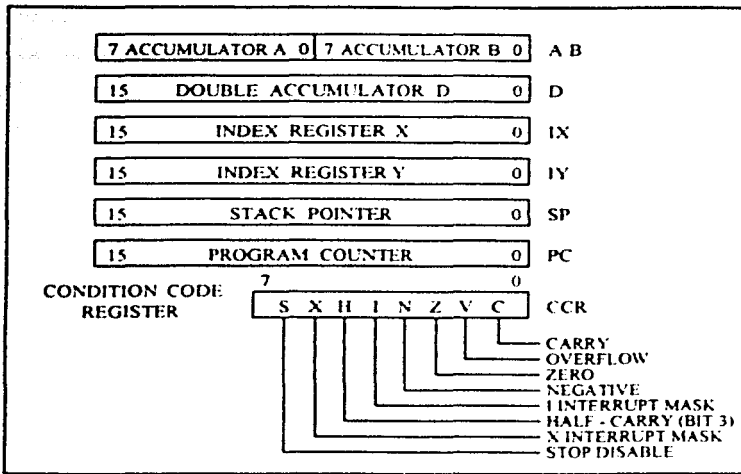 7 ACCUMULATOR A 0 7 ACCUMULATOR B 0 A B
15 DOUBLE ACCUMULATOR D 0 D
15 INDEX REGISTER X 0 IX
15 INDEX REGISTER Y 0 IY
15 STACK POINTER 0 SP
15 PROGRAM COUNTER 0 PC
7 0
CONDITION CODE
REGISTER
S X H I N Z V C CCR
CARRY
OVERFLOW
ZERO
NEGATIVE
I INTERRUPT MASK
HALF - CARRY (BIT 3)
X INTERRUPT MASK
STOP DISABLE